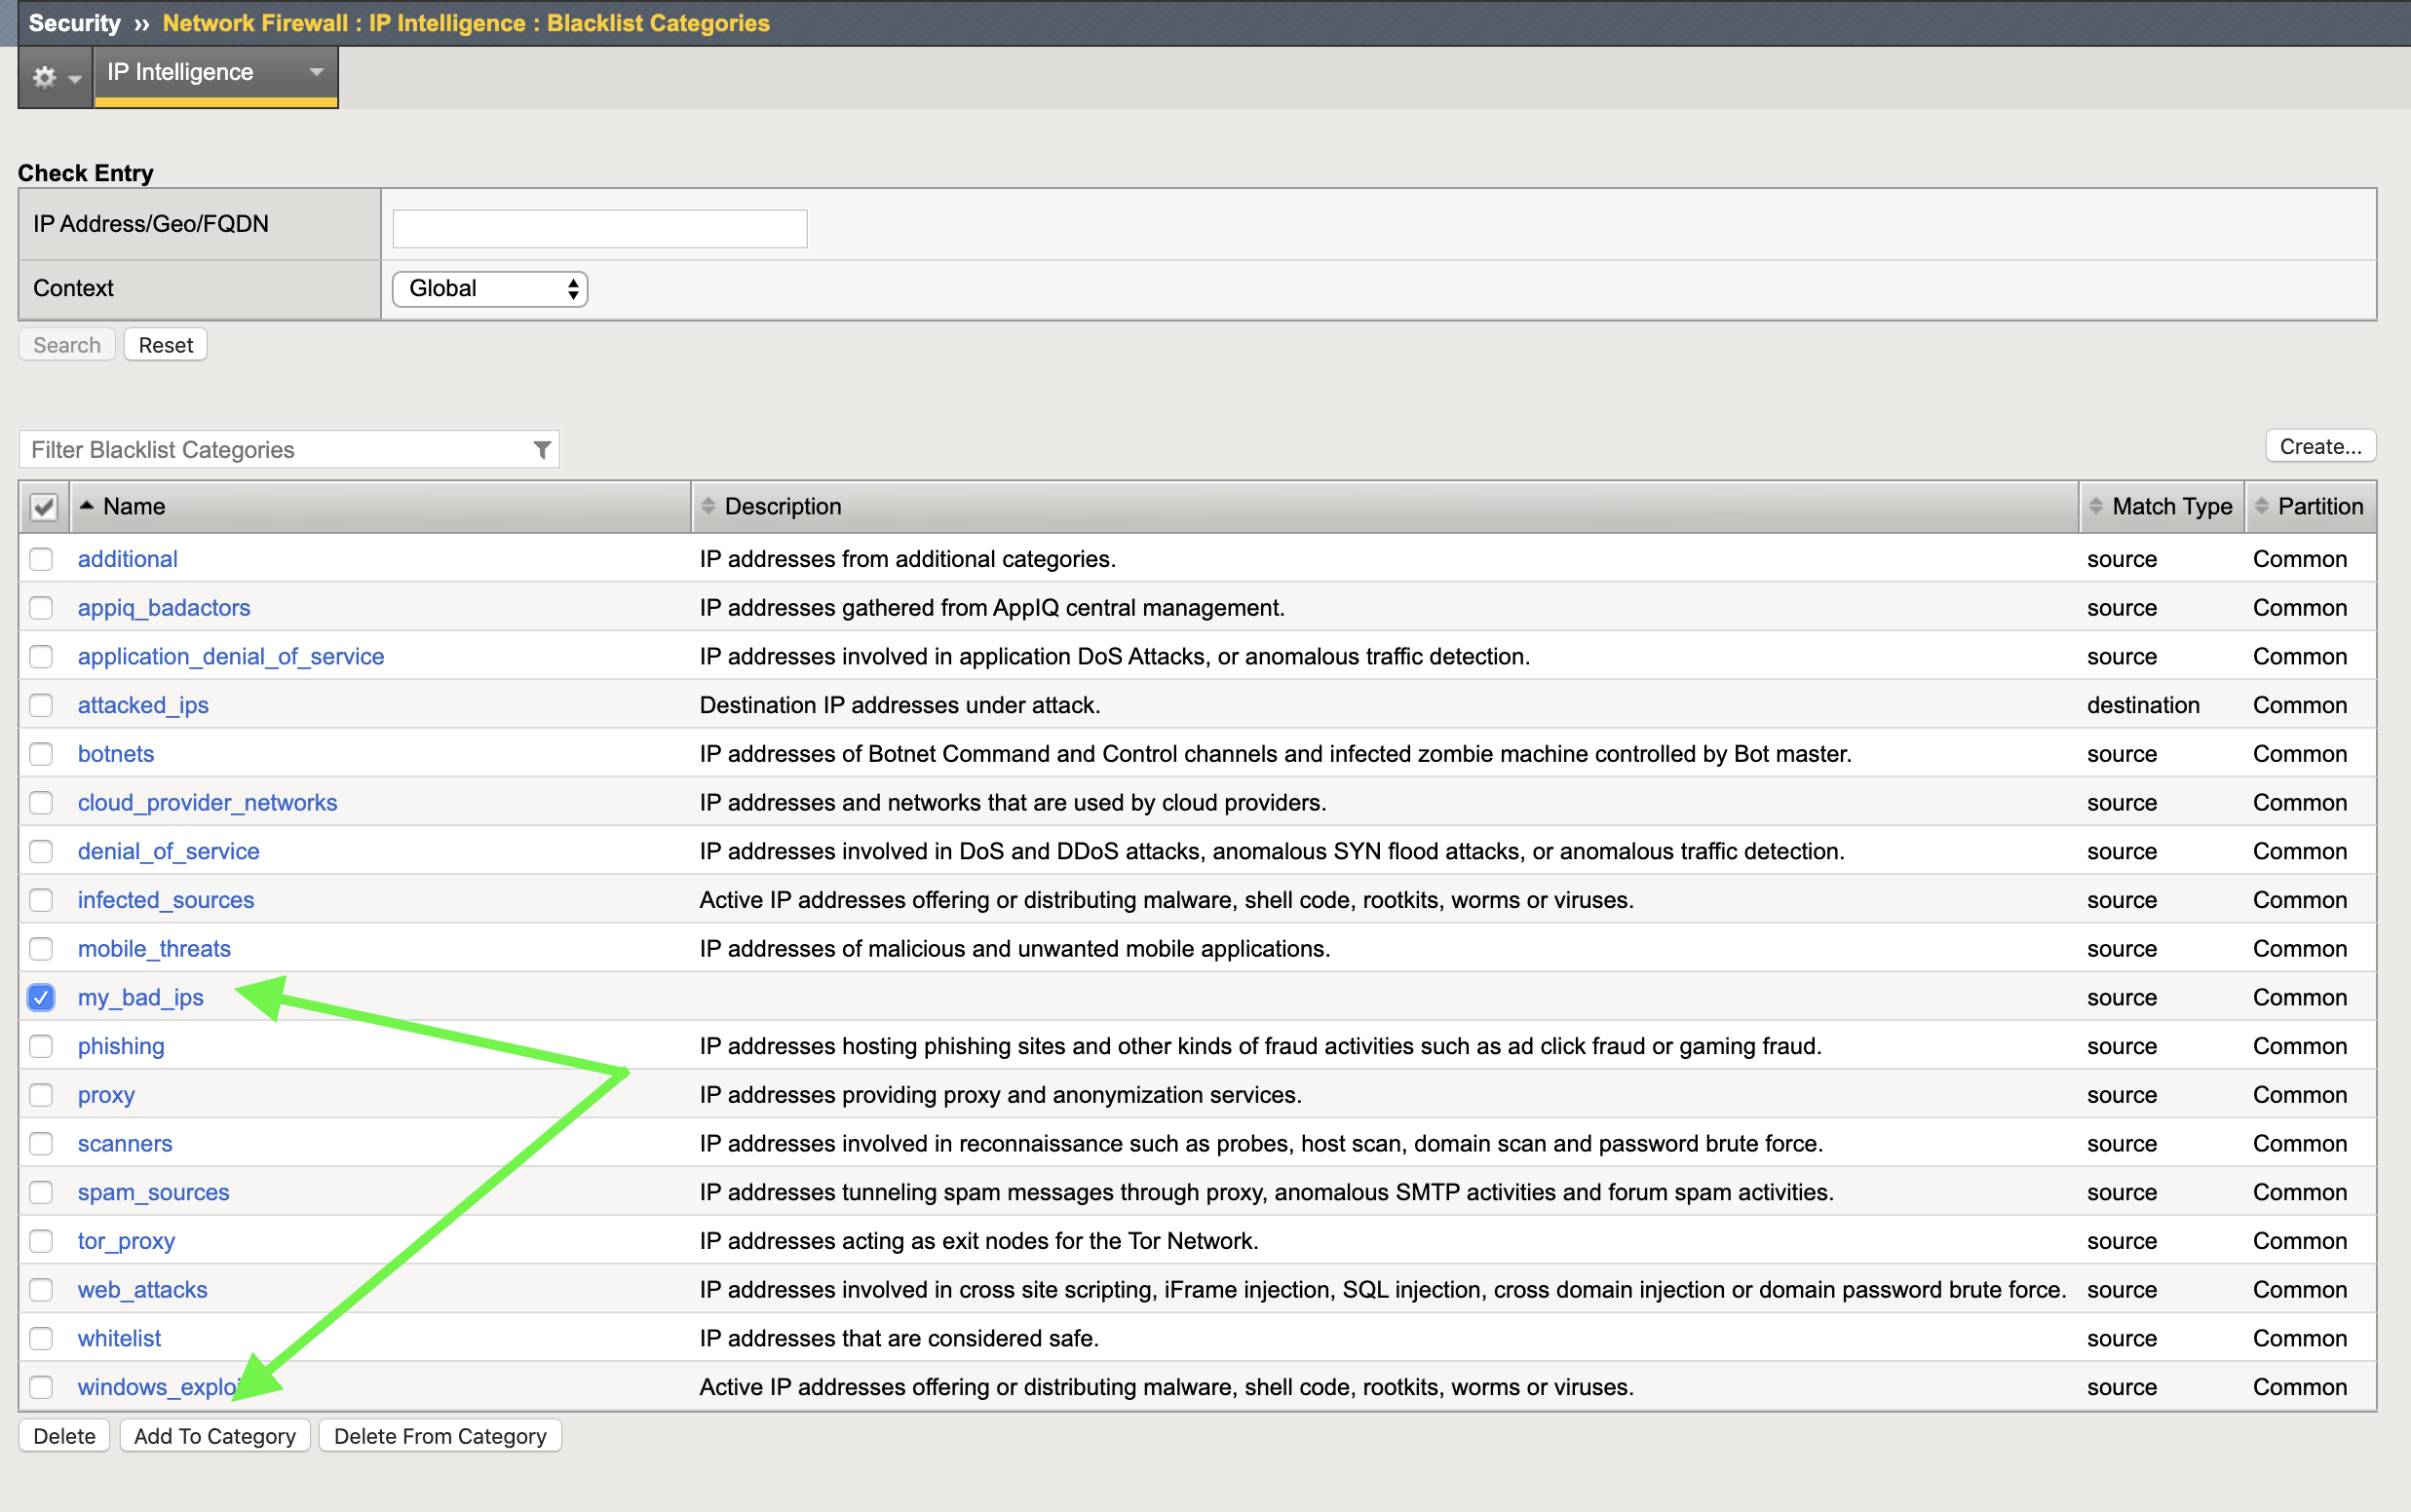 Security ›› Network Firewall : IP Intelligence : Blacklist Categories
IP Intelligence
Check Entry
IP Address/Geo/FQDN
Context Global
Search Reset
Filter Blacklist Categories Create...
Name Description Match Type Partition
additional IP addresses from additional categories. source Common
appiq_badactors IP addresses gathered from AppIQ central management. source Common
application_denial_of_service IP addresses involved in application DoS Attacks, or anomalous traffic detection. source Common
attacked_ips Destination IP addresses under attack. destination Common
botnets IP addresses of Botnet Command and Control channels and infected zombie machine controlled by Bot master. source Common
cloud_provider_networks IP addresses and networks that are used by cloud providers. source Common
denial_of_service IP addresses involved in DoS and DDoS attacks, anomalous SYN flood attacks, or anomalous traffic detection. source Common
infected_sources Active IP addresses offering or distributing malware, shell code, rootkits, worms or viruses. source Common
mobile_threats IP addresses of malicious and unwanted mobile applications. source Common
my_bad_ips source Common
phishing IP addresses hosting phishing sites and other kinds of fraud activities such as ad click fraud or gaming fraud. source Common
proxy IP addresses providing proxy and anonymization services. source Common
scanners IP addresses involved in reconnaissance such as probes, host scan, domain scan and password brute force. source Common
spam_sources IP addresses tunneling spam messages through proxy, anomalous SMTP activities and forum spam activities. source Common
tor_proxy IP addresses acting as exit nodes for the Tor Network. source Common
web_attacks IP addresses involved in cross site scripting, iFrame injection, SQL injection, cross domain injection or domain password brute force. source Common
whitelist IP addresses that are considered safe. source Common
Active IP addresses offering or distributing malware, shell code, rootkits, worms or viruses. source Common
Delete Add To Category Delete From Category